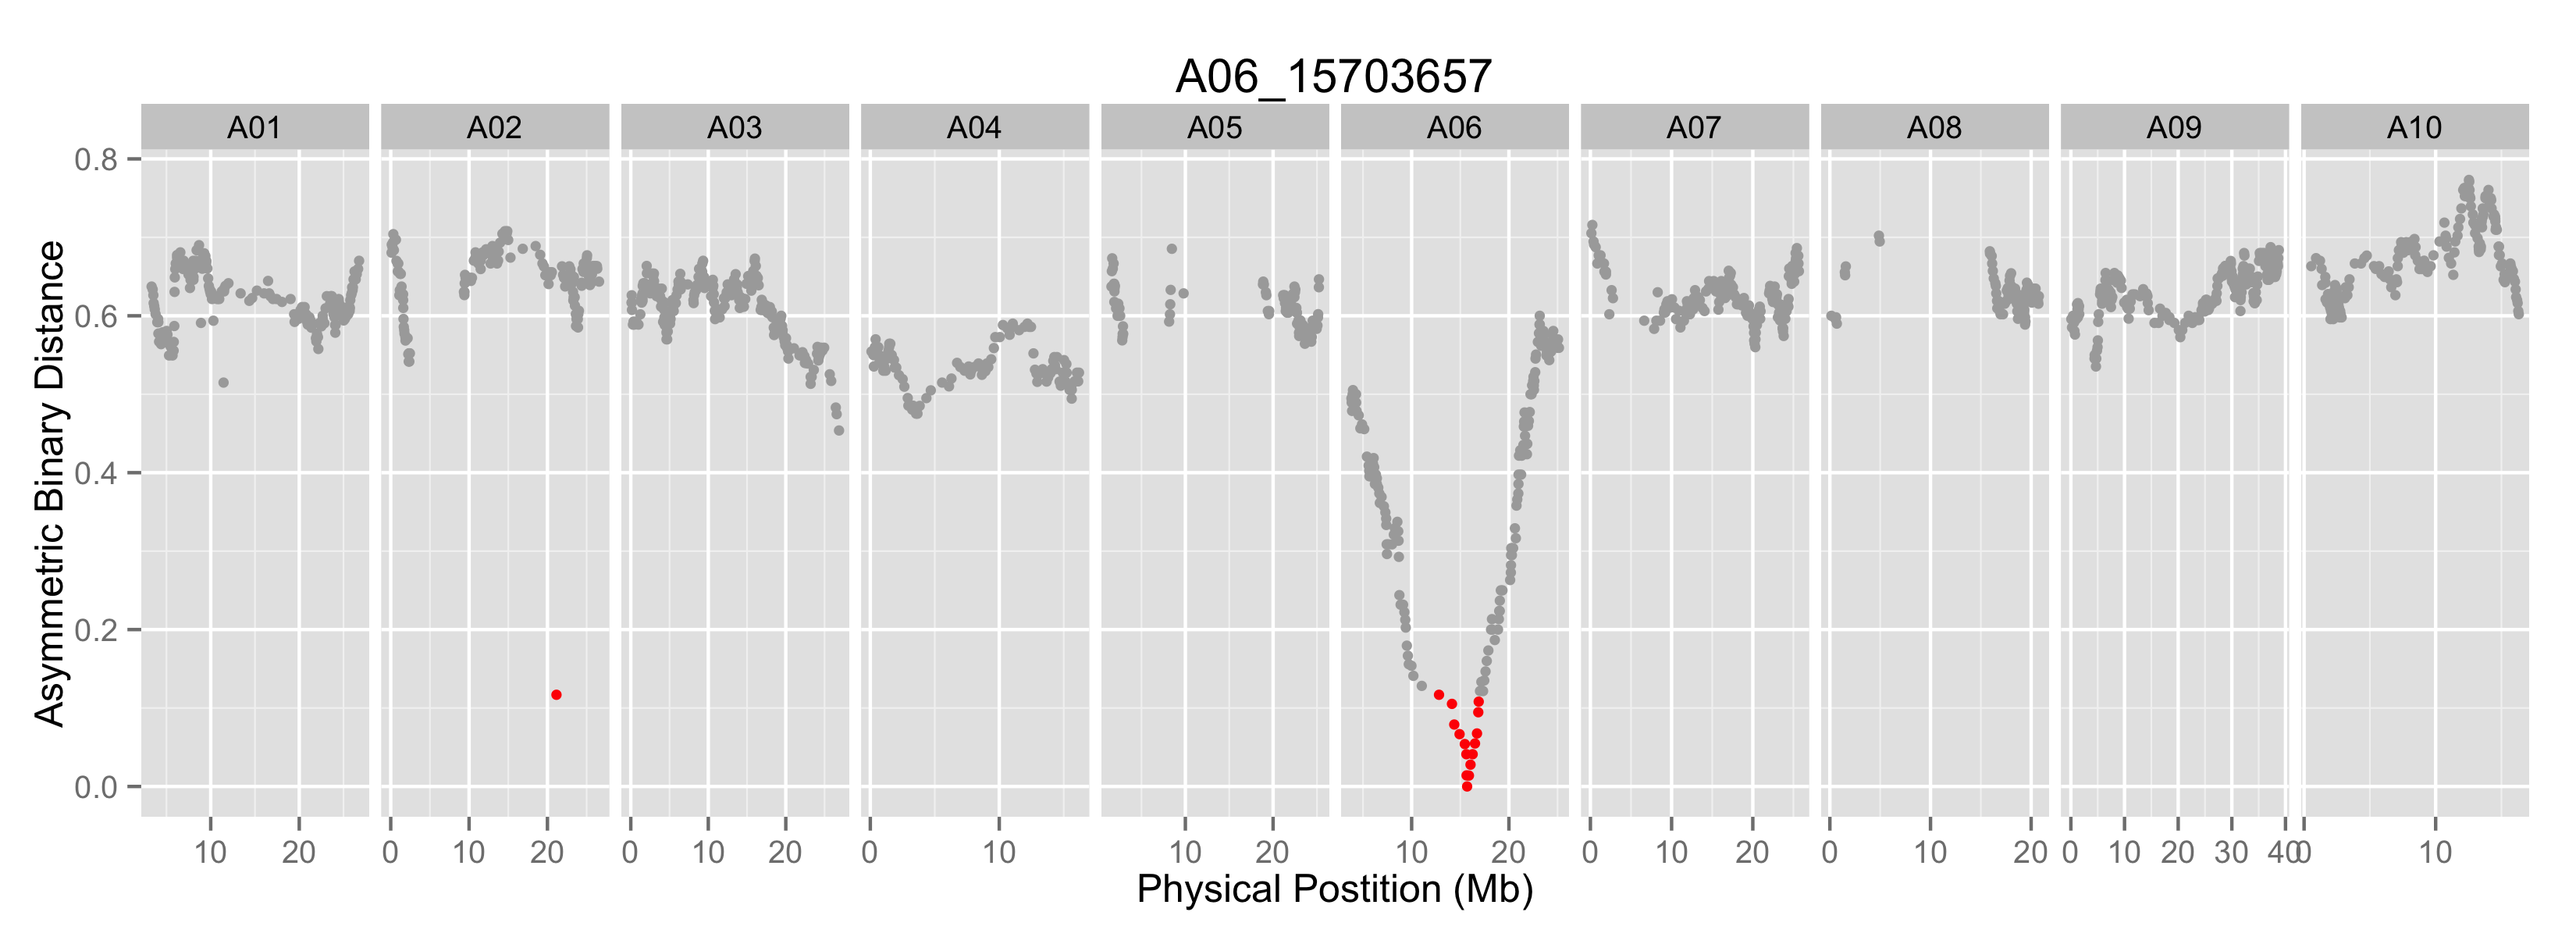 A06_15703657
A01 A02 A03 A04 A05 A06 A07 A08 A09 A10
0.8
0.6
0.4
0.2
0.0
Asymmetric Binary Distance
10 20 0 10 20 0 10 20 0 10 10 20 10 20 0 10 20 0 10 20 0 10 20 30 40 0 10
Physical Postition (Mb)